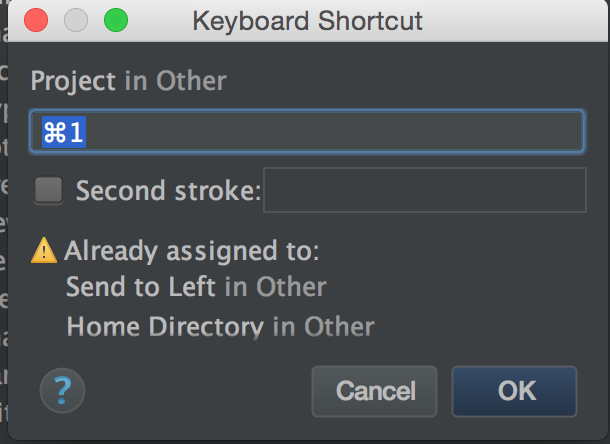 Keyboard Shortcut
Project in Other
⌘1
Second stroke:
Already assigned to:
Send to Left in Other
Home Directory in Other
? Cancel OK